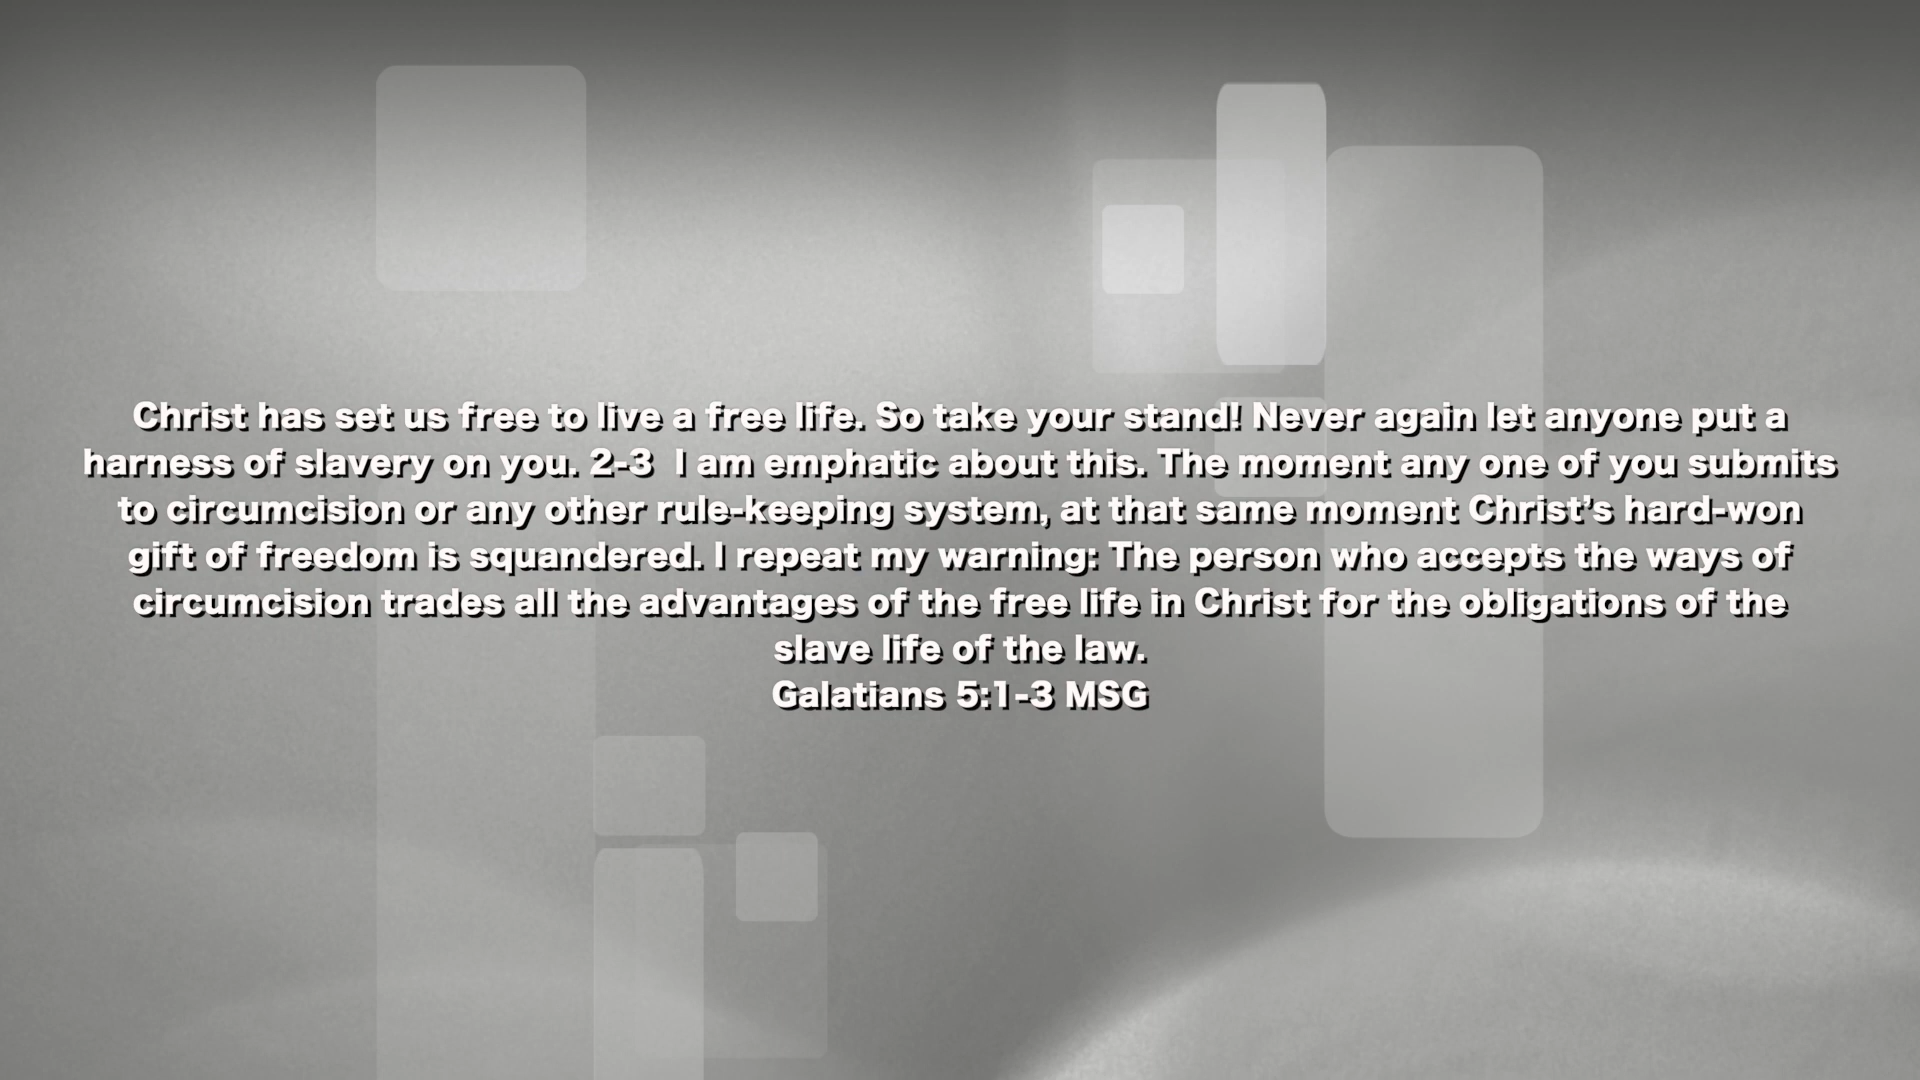 Christ has set us free to live a free life. So take your stand! Never again let anyone put a
harness of slavery on you. 2-3  I am emphatic about this. The moment any one of you submits
to circumcision or any other rule-keeping system, at that same moment Christ’s hard-won
gift of freedom is squandered. I repeat my warning: The person who accepts the ways of
circumcision trades all the advantages of the free life in Christ for the obligations of the
slave life of the law.
Galatians 5:1-3 MSG